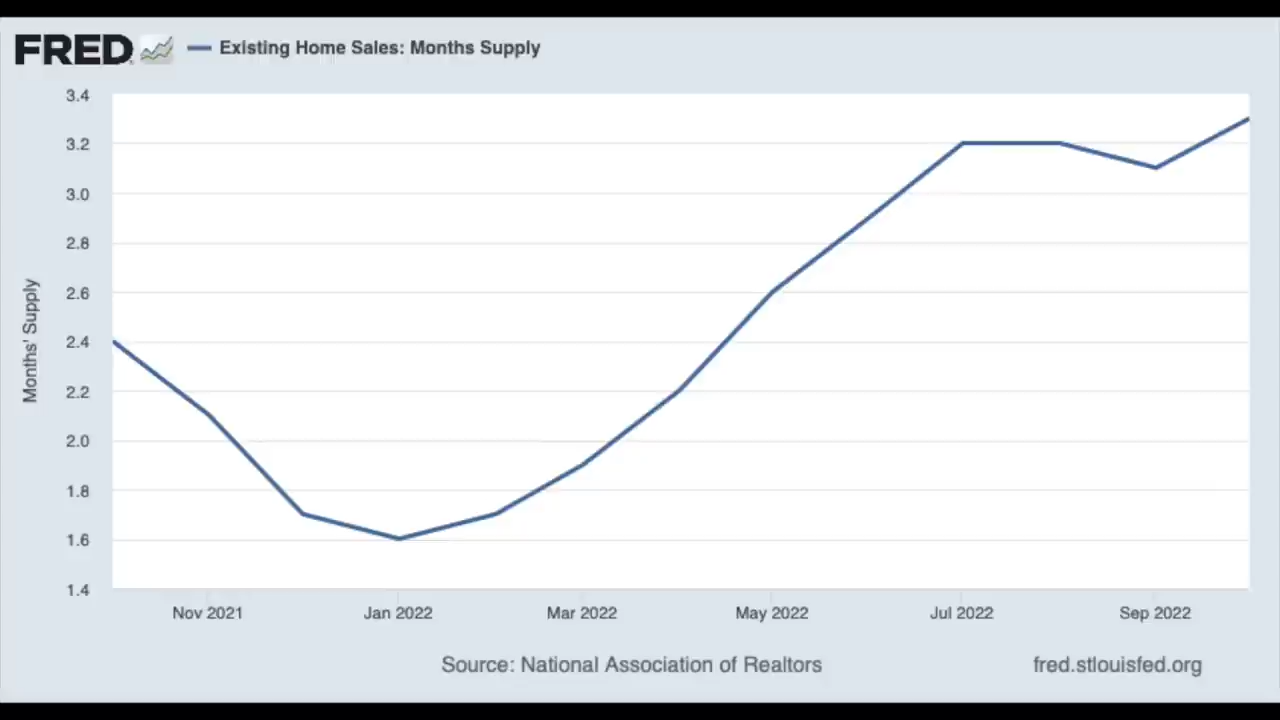 FRED Existing Home Sales: Months Supply
3.4
3.2
3.0
2.8
2.6
2.4
2.2
2.0
1.8
1.6
1.4
Months' Supply
Nov 2021 Jan 2022 Mar 2022 May 2022 Jul 2022 Sep 2022
Source: National Association of Realtors fred.stlouisfed.org